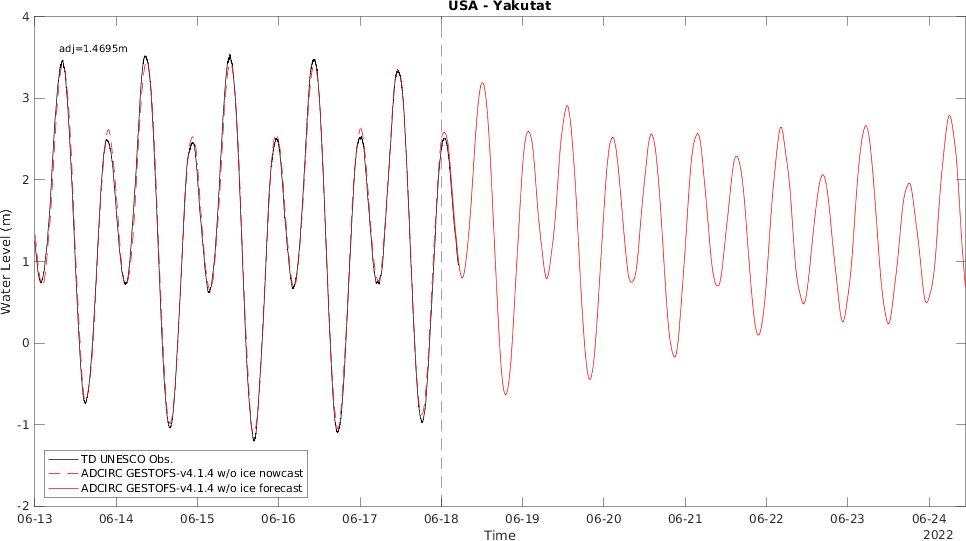 USA - Yakutat
adj=1.4695m
4
3
2
1
0
-1
-2
Water Level (m)
TD UNESCO Obs.
ADCIRC GESTOFS-v4.1.4 w/o ice nowcast
ADCIRC GESTOFS-v4.1.4 w/o ice forecast
06-13 06-14 06-15 06-16 06-17 06-18 06-19 06-20 06-21 06-22 06-23 06-24
Time
2022